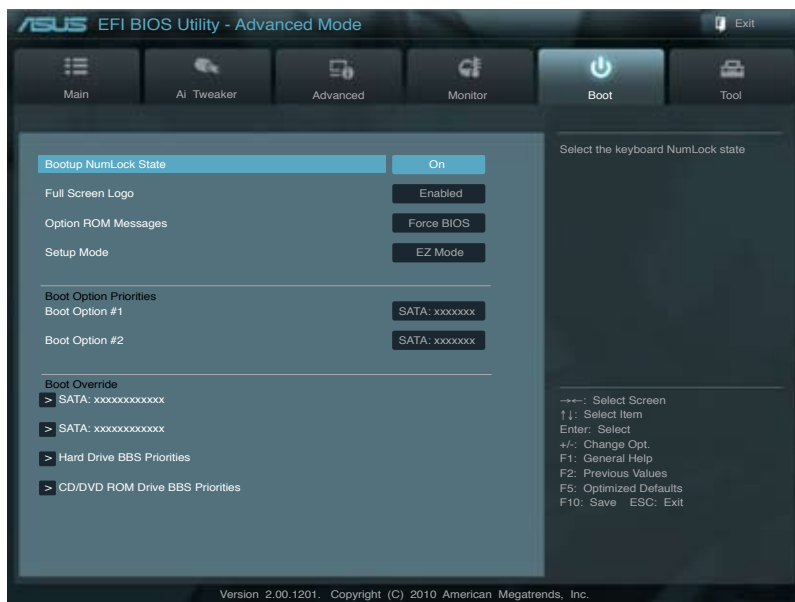 ASUS EFI BIOS Utility - Advanced Mode
Exit
Main
Ai Tweaker
Advanced
Monitor
Boot
Tool
Bootup NumLock State On
Full Screen Logo Enabled
Option ROM Messages Force BIOS
Setup Mode EZ Mode
Boot Option Priorities
Boot Option #1 SATA: xxxxxxx
Boot Option #2 SATA: xxxxxxx
Boot Override
> SATA: xxxxxxxxxxxx
> SATA: xxxxxxxxxxxx
> Hard Drive BBS Priorities
> CD/DVD ROM Drive BBS Priorities
Select the keyboard NumLock state
→←: Select Screen
↑↓: Select Item
Enter: Select
+/-: Change Opt.
F1: General Help
F2: Previous Values
F5: Optimized Defaults
F10: Save ESC: Exit
Version 2.00.1201. Copyright (C) 2010 American Megatrends, Inc.